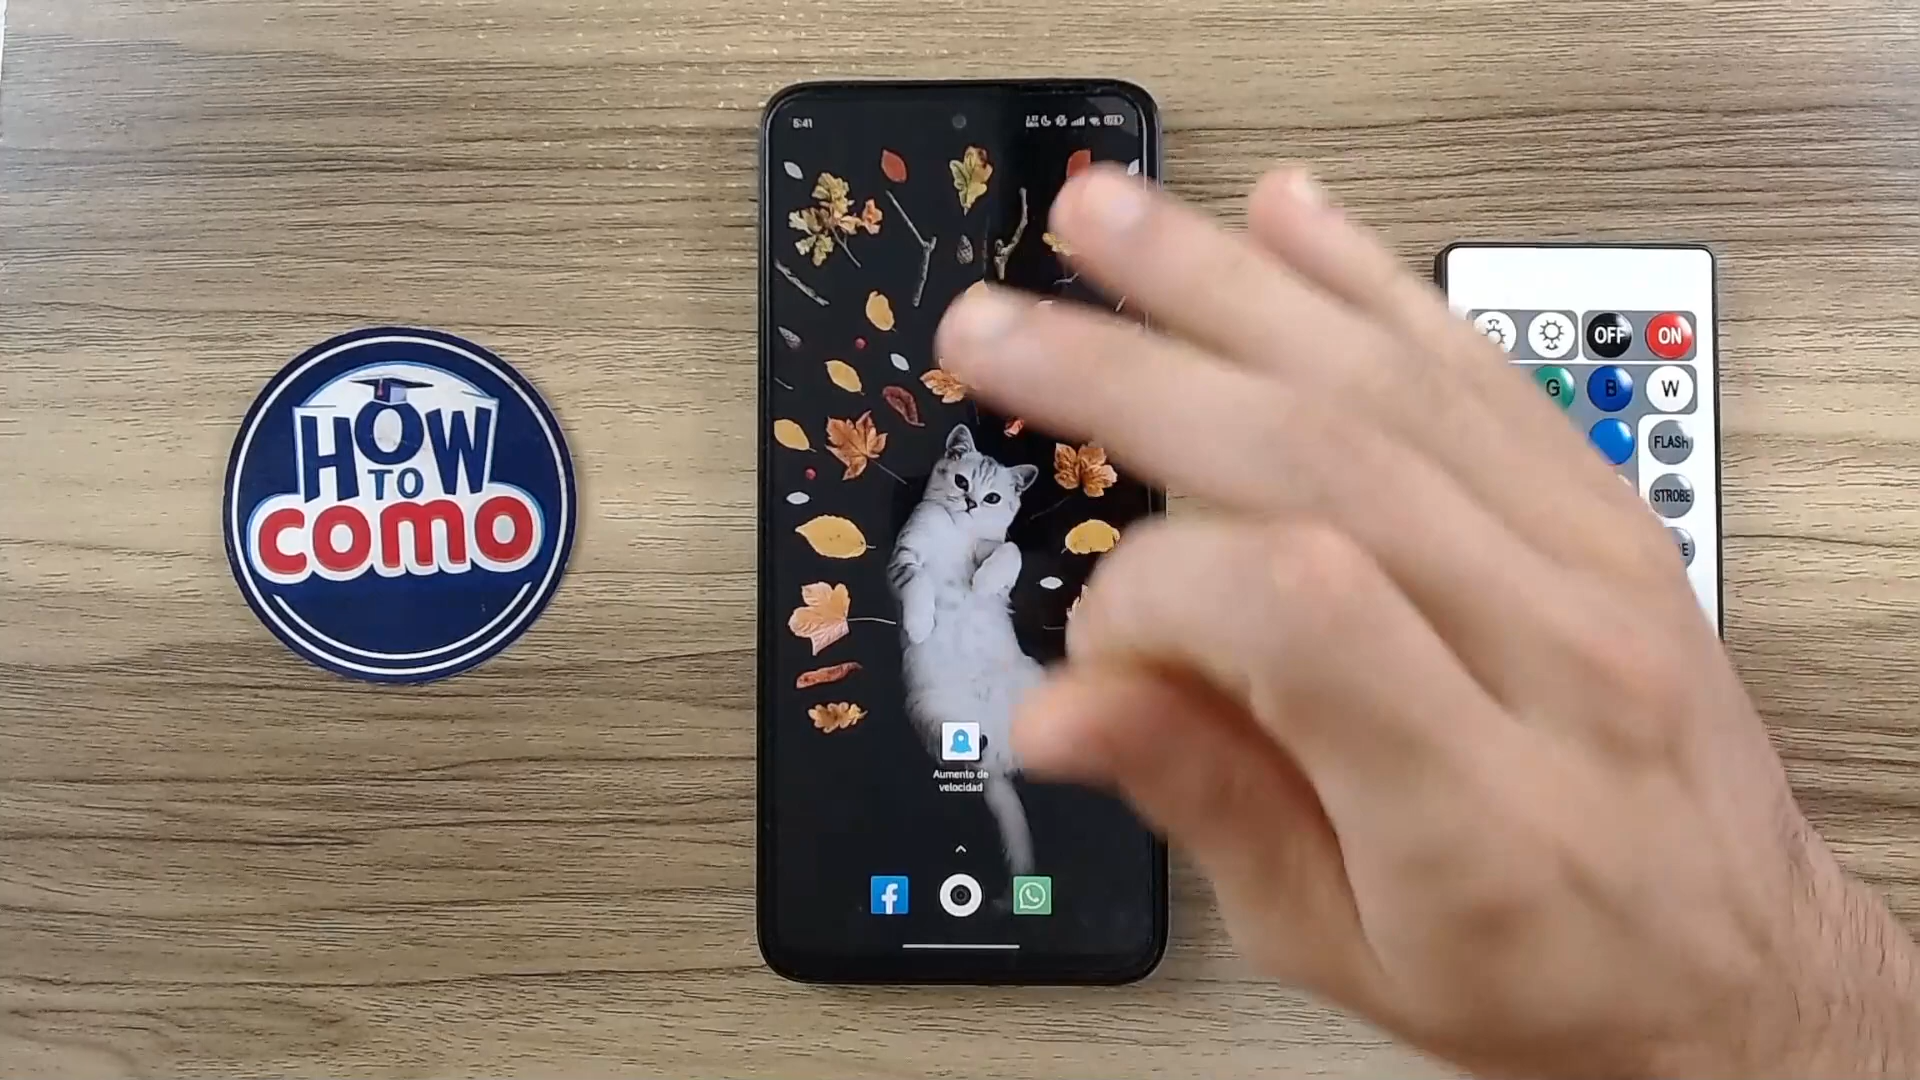 HOW
TO
COMO
5:41
Aumento de
velocidad
OFF
ON
G
B
W
FLASH
STROBE